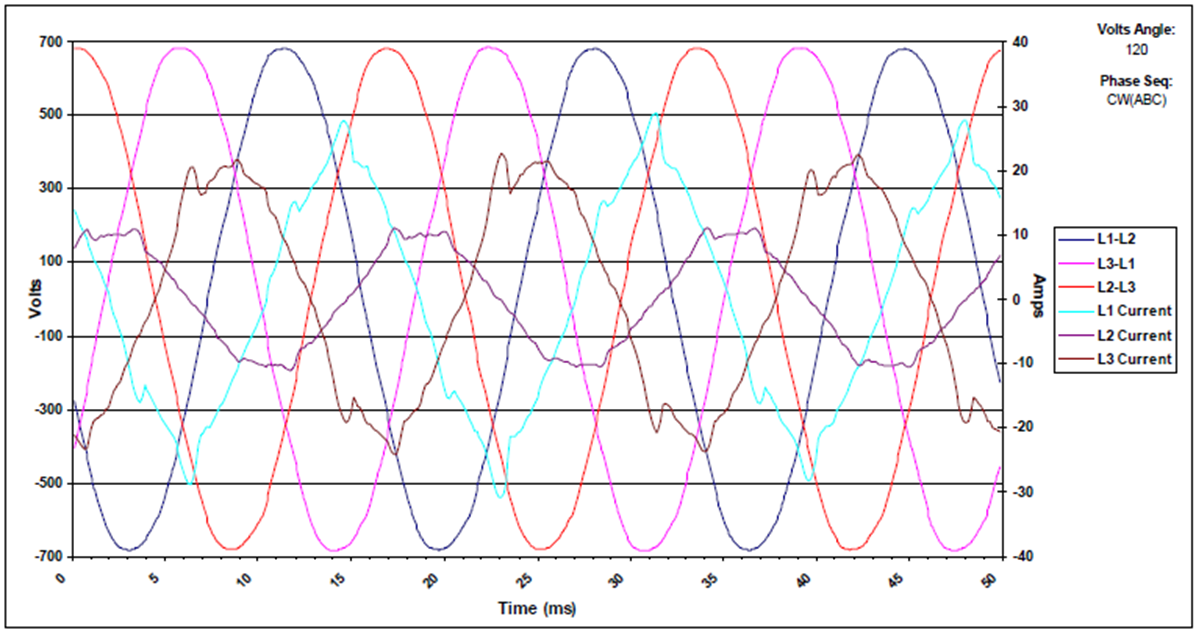 Volts Angle:
120
Phase Seq:
CW(ABC)
700
500
300
100
-100
-300
-500
-700
Volts
40
30
20
10
0
-10
-20
-30
-40
Amps
0
5
10
15
20
25
30
35
40
45
50
Time (ms)
L1-L2
L3-L1
L2-L3
L1 Current
L2 Current
L3 Current